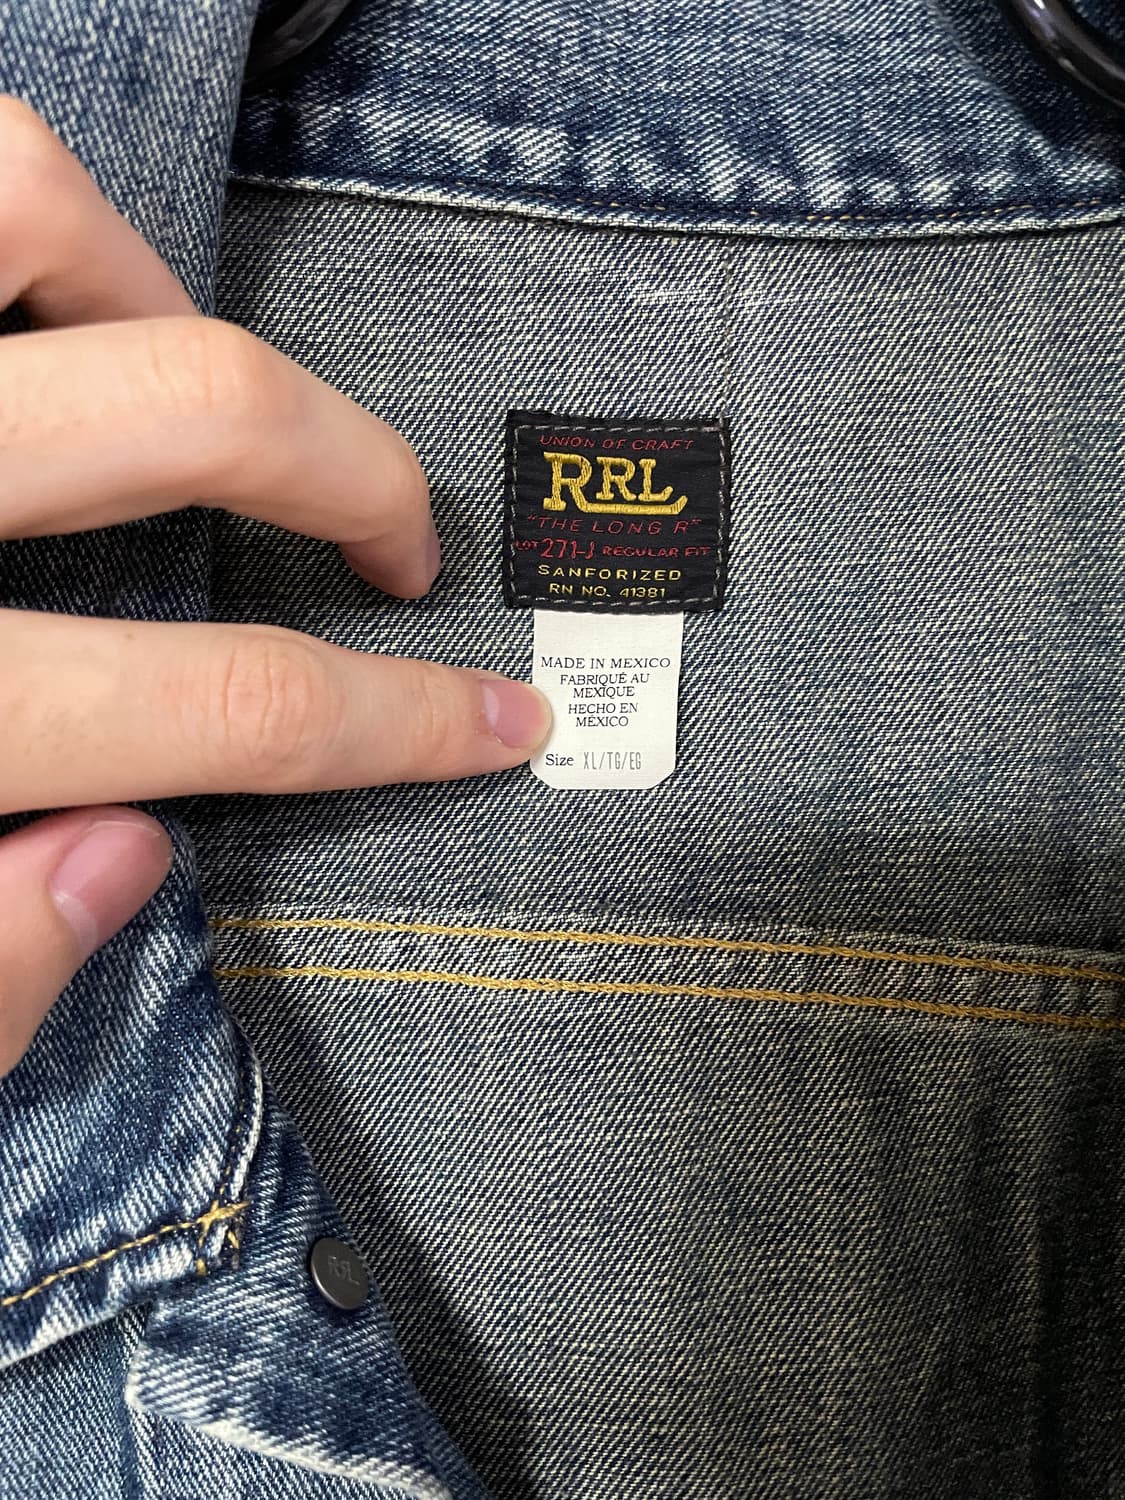 UNION OF CRAFT
RRL
"THE LONG R"
LOT 271-J REGULAR FIT
SANFORIZED
RN NO. 41381
MADE IN MEXICO
FABRIQUÉ AU
MEXIQUE
HECHO EN
MÉXICO
Size XL/TG/EG
RRL